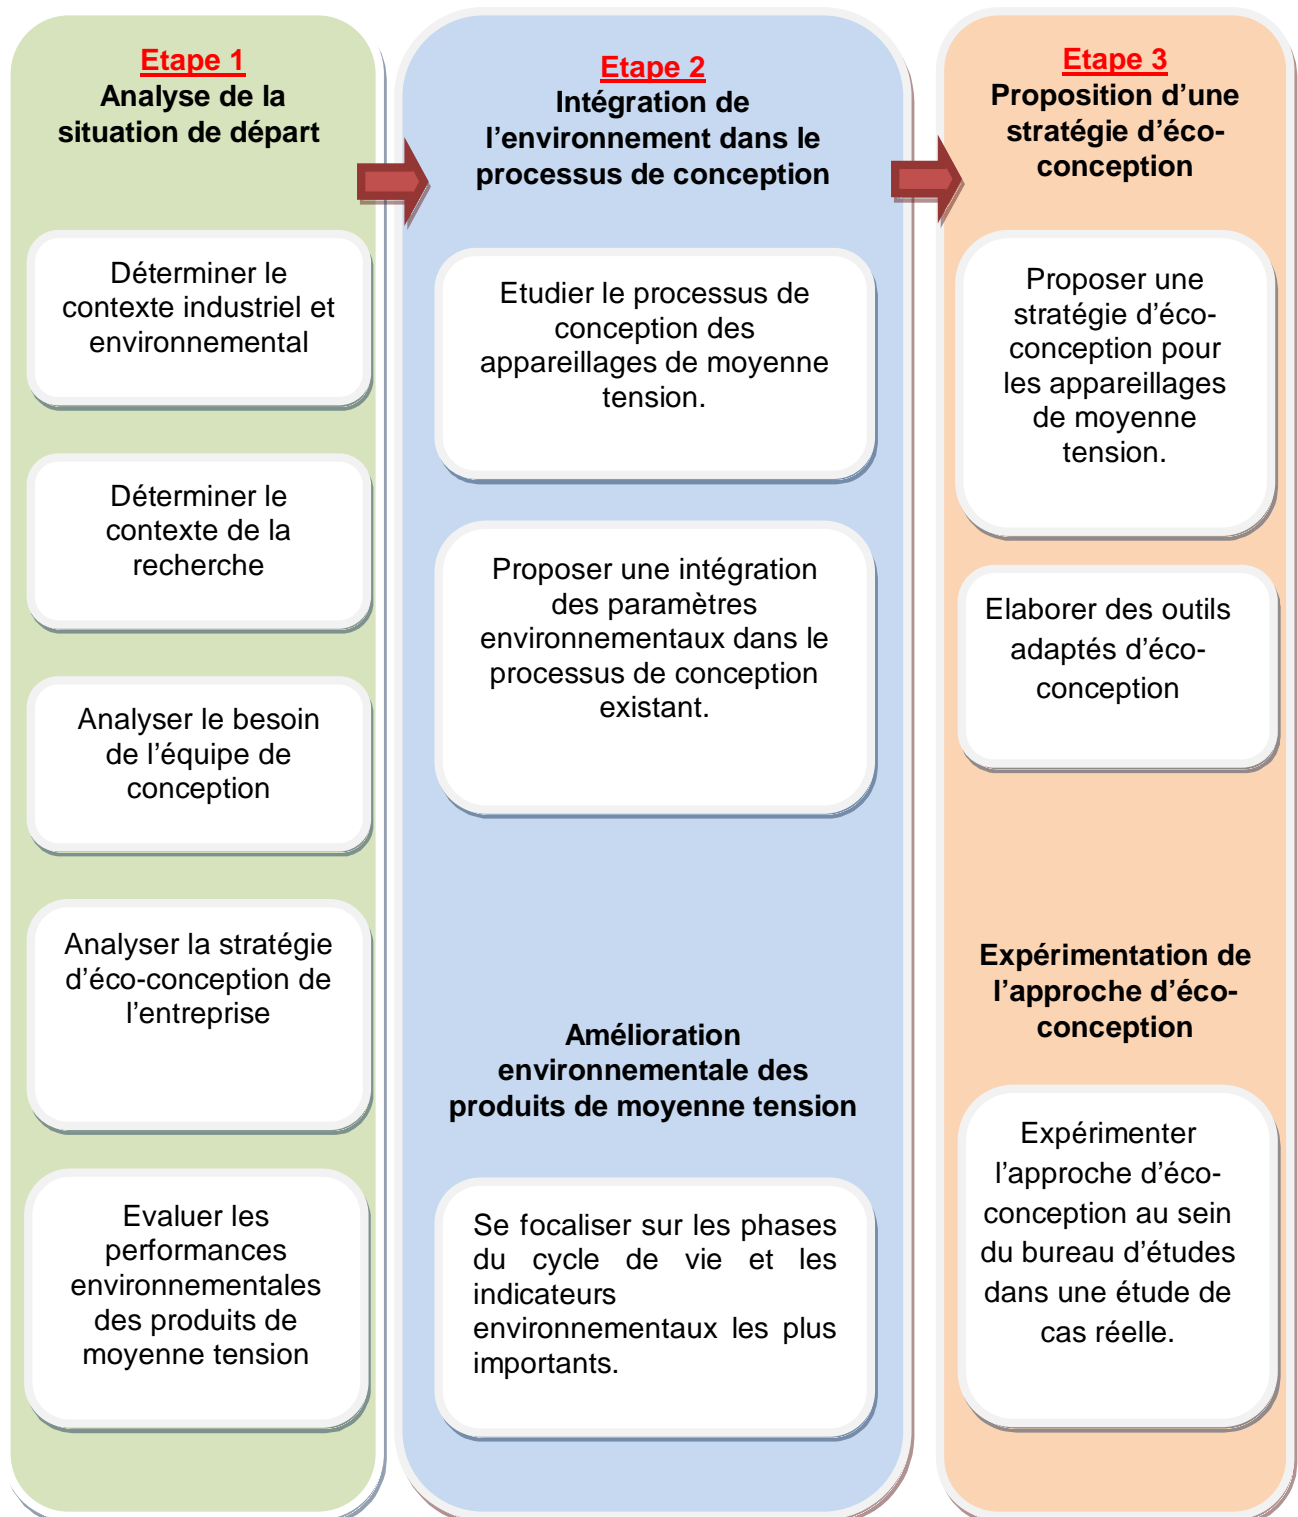 Etape 1
Analyse de la
situation de départ
Déterminer le
contexte industriel et
environnemental
Déterminer le
contexte de la
recherche
Analyser le besoin
de l’équipe de
conception
Analyser la stratégie
d’éco-conception de
l’entreprise
Evaluer les
performances
environnementales
des produits de
moyenne tension
Etape 2
Intégration de
l’environnement dans le
processus de conception
Etudier le processus de
conception des
appareillages de moyenne
tension.
Proposer une intégration
des paramètres
environnementaux dans le
processus de conception
existant.
Amélioration
environnementale des
produits de moyenne tension
Se focaliser sur les phases
du cycle de vie et les
indicateurs
environnementaux les plus
importants.
Etape 3
Proposition d’une
stratégie d’éco-
conception
Proposer une
stratégie d’éco-
conception pour
les appareillages
de moyenne
tension.
Elaborer des outils
adaptés d’éco-
conception
Expérimentation de
l’approche d’éco-
conception
Expérimenter
l’approche d’éco-
conception au sein
du bureau d’études
dans une étude de
cas réelle.